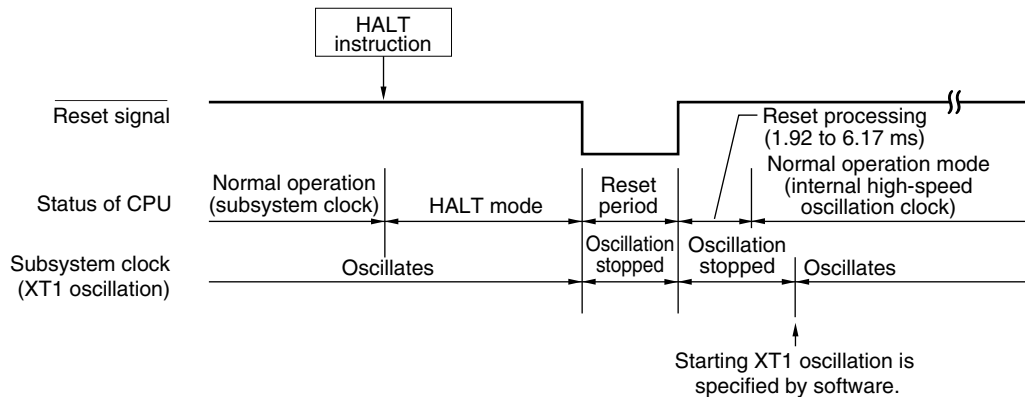 HALT
instruction
Reset signal
Reset processing
(1.92 to 6.17 ms)
Status of CPU
Normal operation
(subsystem clock)
HALT mode
Reset
period
Normal operation mode
(internal high-speed
oscillation clock)
Subsystem clock
(XT1 oscillation)
Oscillates
Oscillation
stopped
Oscillation
stopped
Oscillates
Starting XT1 oscillation is
specified by software.